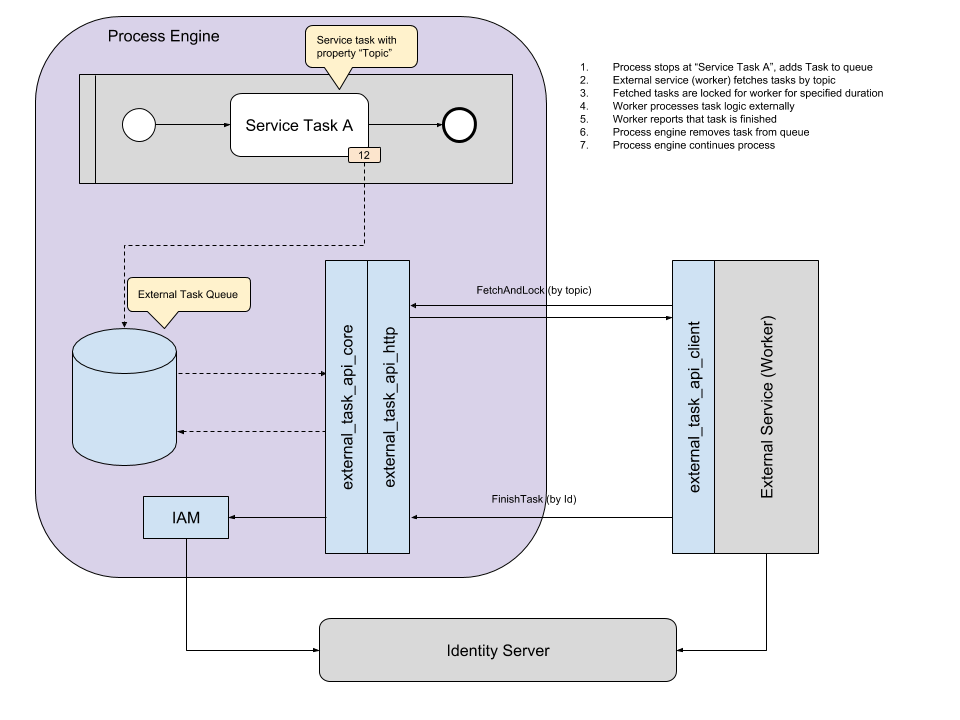 Process Engine
Service task with
property “Topic”
Service Task A
12
1. Process stops at “Service Task A”, adds Task to queue
2. External service (worker) fetches tasks by topic
3. Fetched tasks are locked for worker for specified duration
4. Worker processes task logic externally
5. Worker reports that task is finished
6. Process engine removes task from queue
7. Process engine continues process
External Task Queue
external_task_api_core
external_task_api_http
FetchAndLock (by topic)
FinishTask (by Id)
external_task_api_client
External Service (Worker)
IAM
Identity Server